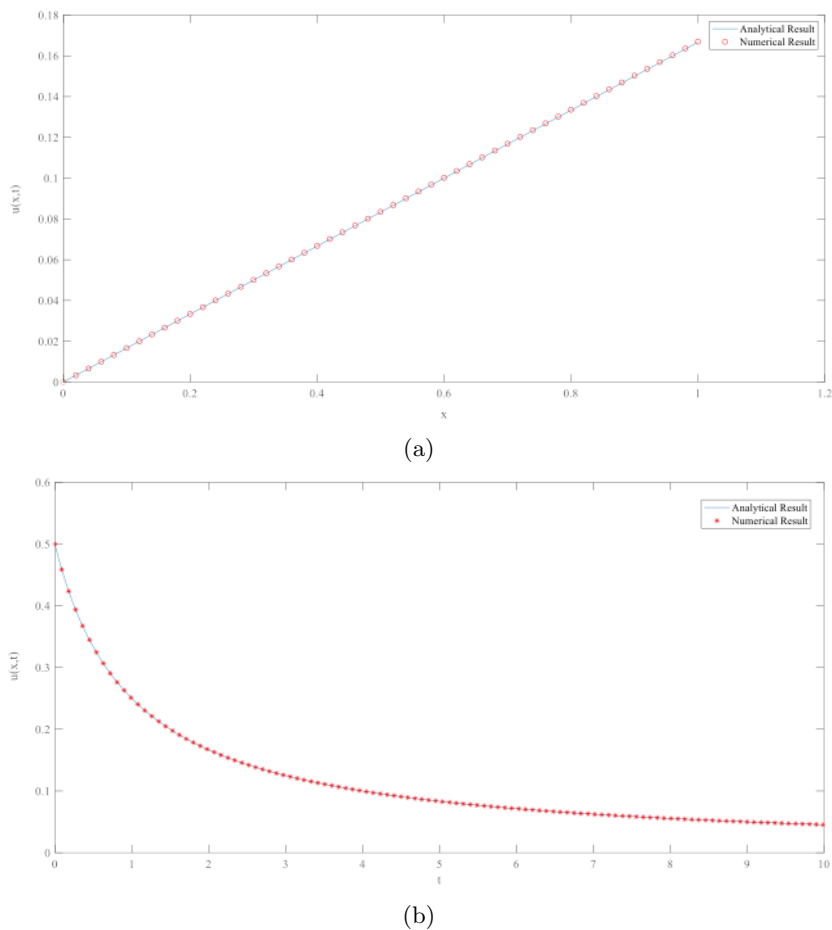 0.18
Analytical Result
Numerical Result
0.16
0.14
0.12
0.1
u(x,t)
0.08
0.06
0.04
0.02
0
0 0.2 0.4 0.6 0.8 1 1.2
x
(a)
0.6
Analytical Result
Numerical Result
0.5
0.4
u(x,t)
0.3
0.2
0.1
0
0 1 2 3 4 5 6 7 8 9 10
t
(b)